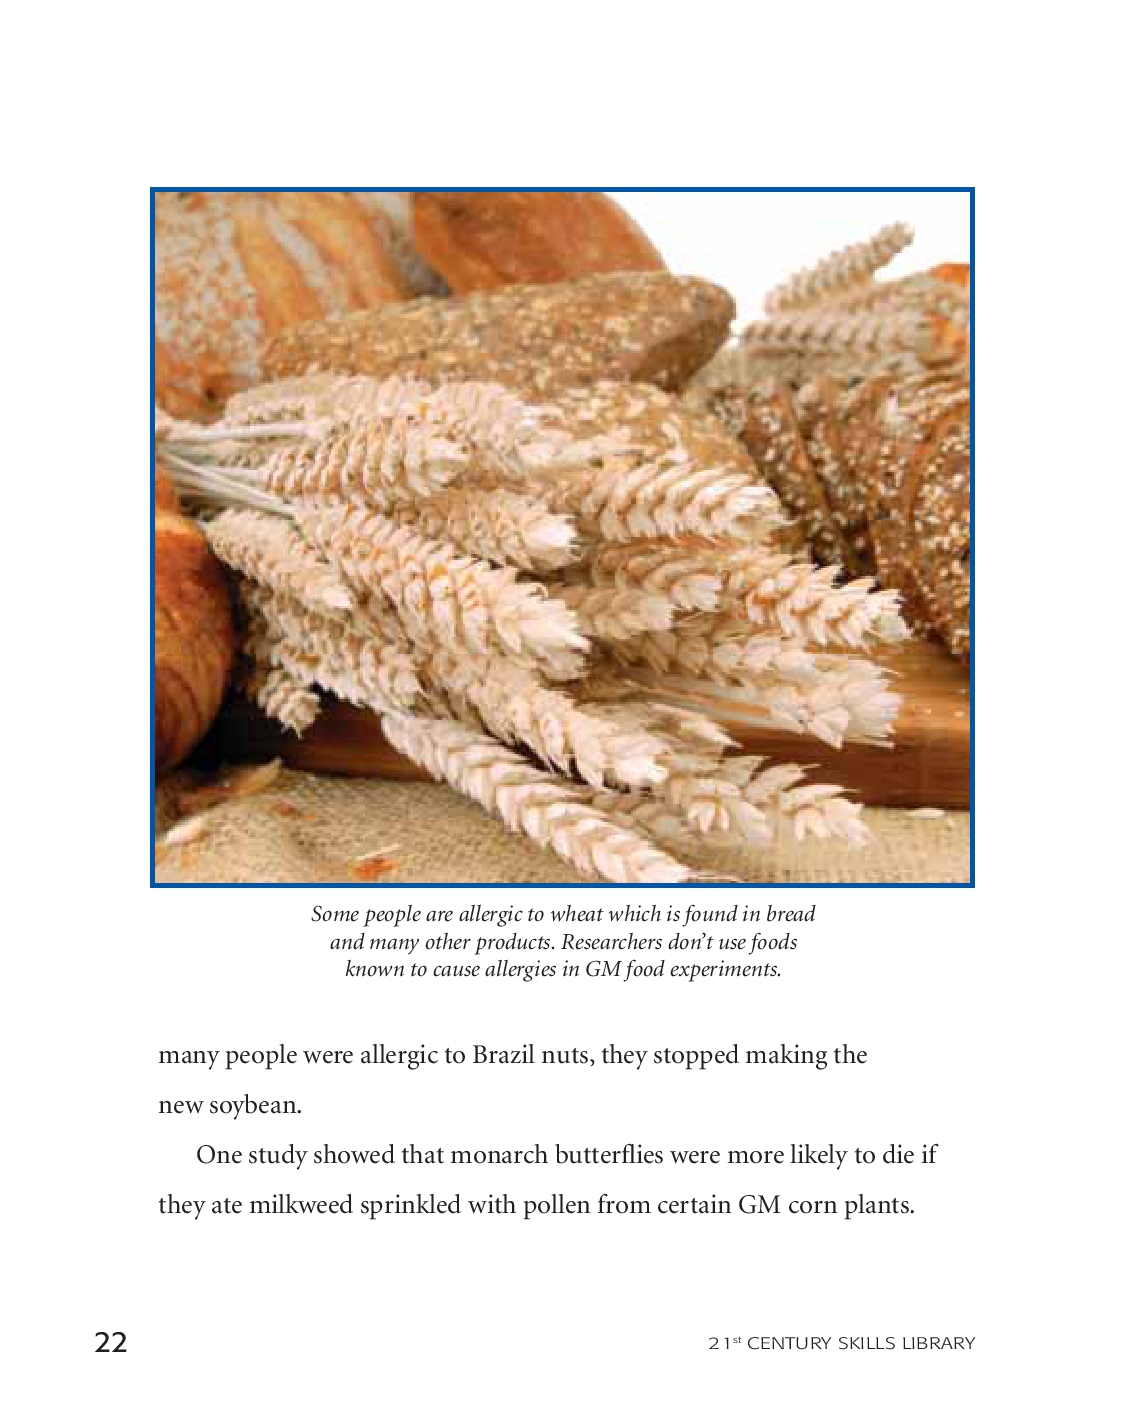 Some people are allergic to wheat which is found in bread
and many other products. Researchers don’t use foods
known to cause allergies in GM food experiments.
many people were allergic to Brazil nuts, they stopped making the
new soybean.
One study showed that monarch butterflies were more likely to die if
they ate milkweed sprinkled with pollen from certain GM corn plants.
22
21st CENTURY SKILLS LIBRARY